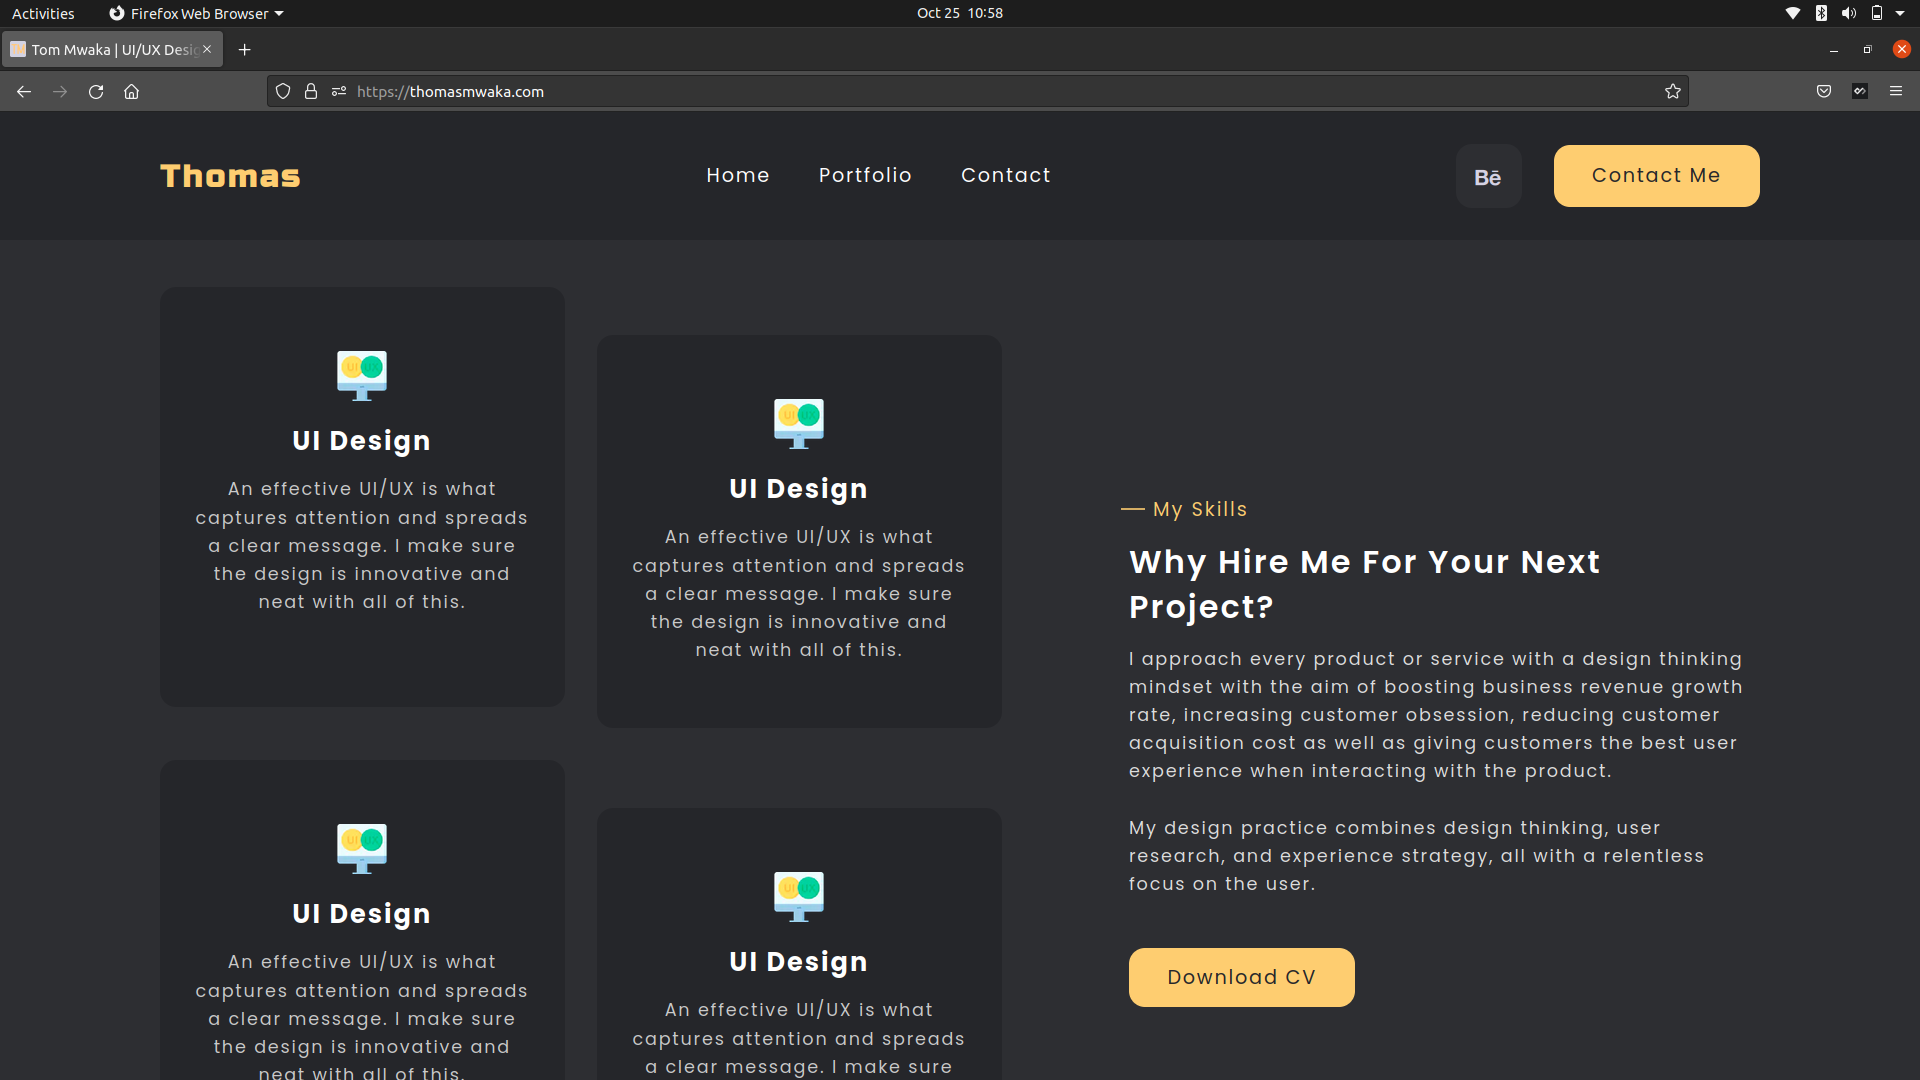 Activities
Firefox Web Browser
Oct 25 10:58
Tom Mwaka | UI/UX Desig
https://thomasmwaka.com
Thomas
Home
Portfolio
Contact
Bē
Contact Me
UI Design
An effective UI/UX is what
captures attention and spreads
a clear message. I make sure
the design is innovative and
neat with all of this.
UI Design
An effective UI/UX is what
captures attention and spreads
a clear message. I make sure
the design is innovative and
neat with all of this.
UI Design
An effective UI/UX is what
captures attention and spreads
a clear message. I make sure
the design is innovative and
neat with all of this.
UI Design
An effective UI/UX is what
captures attention and spreads
a clear message. I make sure
My Skills
Why Hire Me For Your Next
Project?
I approach every product or service with a design thinking
mindset with the aim of boosting business revenue growth
rate, increasing customer obsession, reducing customer
acquisition cost as well as giving customers the best user
experience when interacting with the product.
My design practice combines design thinking, user
research, and experience strategy, all with a relentless
focus on the user.
Download CV